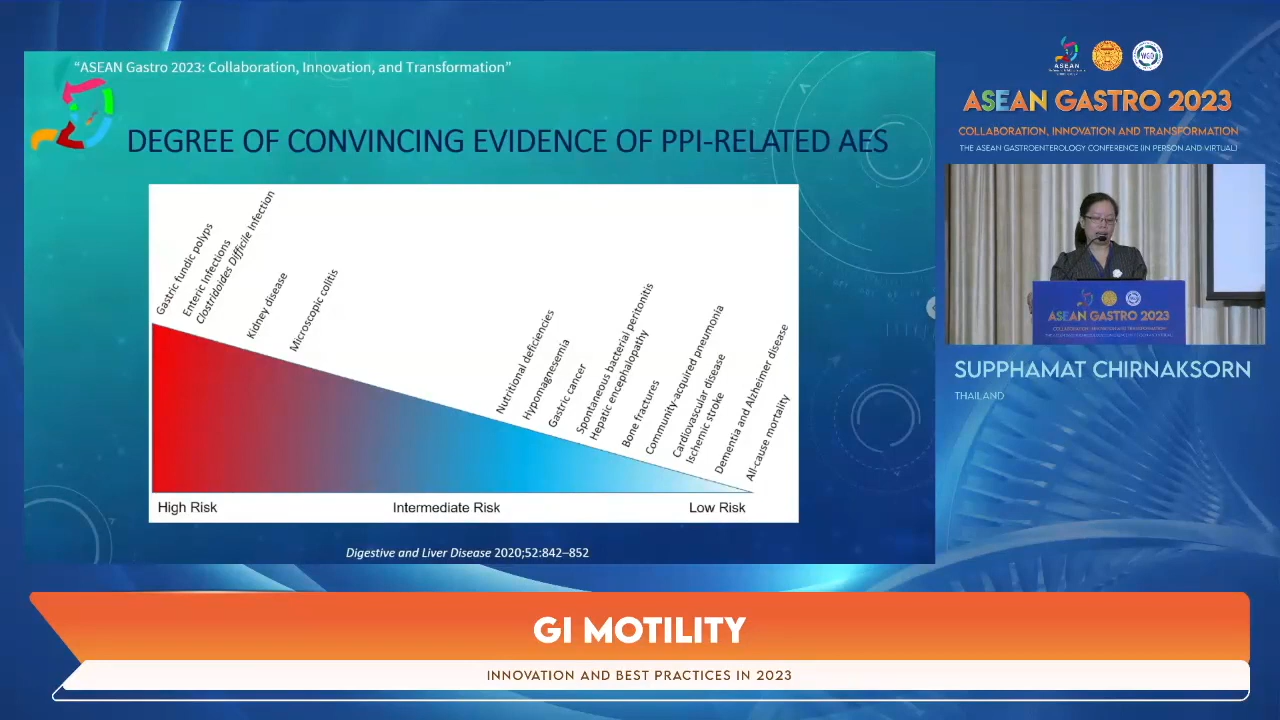 "ASEAN Gastro 2023: Collaboration, Innovation, and Transformation"
DEGREE OF CONVINCING EVIDENCE OF PPI-RELATED AES
Gastric fundic polyps
Enteric Infections
Clostridoides Difficile Infection
Kidney disease
Microscopic colitis
Nutritional deficiencies
Hypomagnesemia
Gastric cancer
Spontaneous bacterial peritonitis
Hepatic encephalopathy
Bone fractures
Community-acquired pneumonia
Cardiovascular disease
Ischemic stroke
Dementia and Alzheimer disease
All-cause mortality
High Risk
Intermediate Risk
Low Risk
Digestive and Liver Disease 2020;52:842–852
ASEAN
WGO
ASEAN GASTRO 2023
COLLABORATION, INNOVATION AND TRANSFORMATION
THE ASEAN GASTROENTEROLOGY CONFERENCE (IN PERSON AND VIRTUAL)
ASEAN GASTRO 2023
SUPPHAMAT CHIRNAKSORN
THAILAND
GI MOTILITY
INNOVATION AND BEST PRACTICES IN 2023